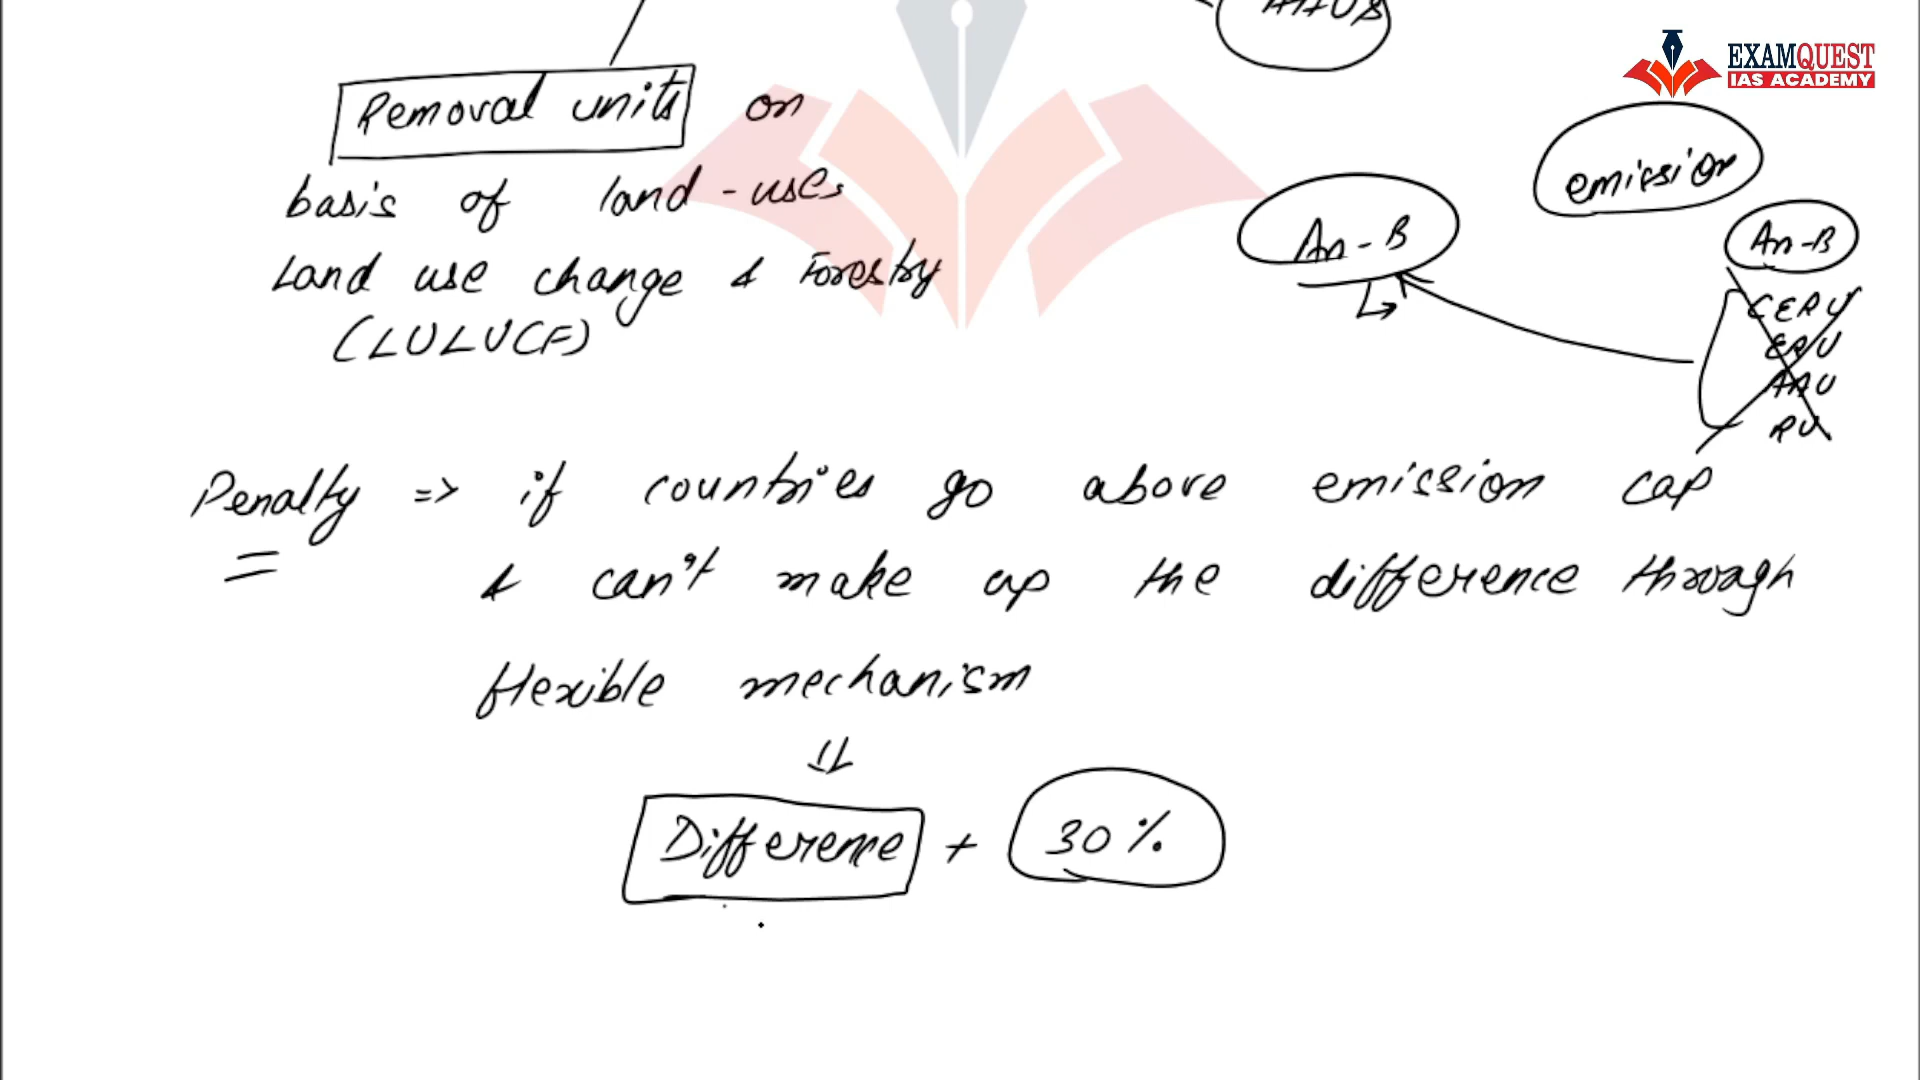 AAUs
EXAMQUEST
IAS ACADEMY
Removal units on
basis of land-uses
Land use change & Forestry
(LULUCF)
emission
An-B
An-B
CERU
ERU
AAU
RU
Penalty => if countries go above emission cap
& can't make up the difference through
flexible mechanism
Difference + 30%